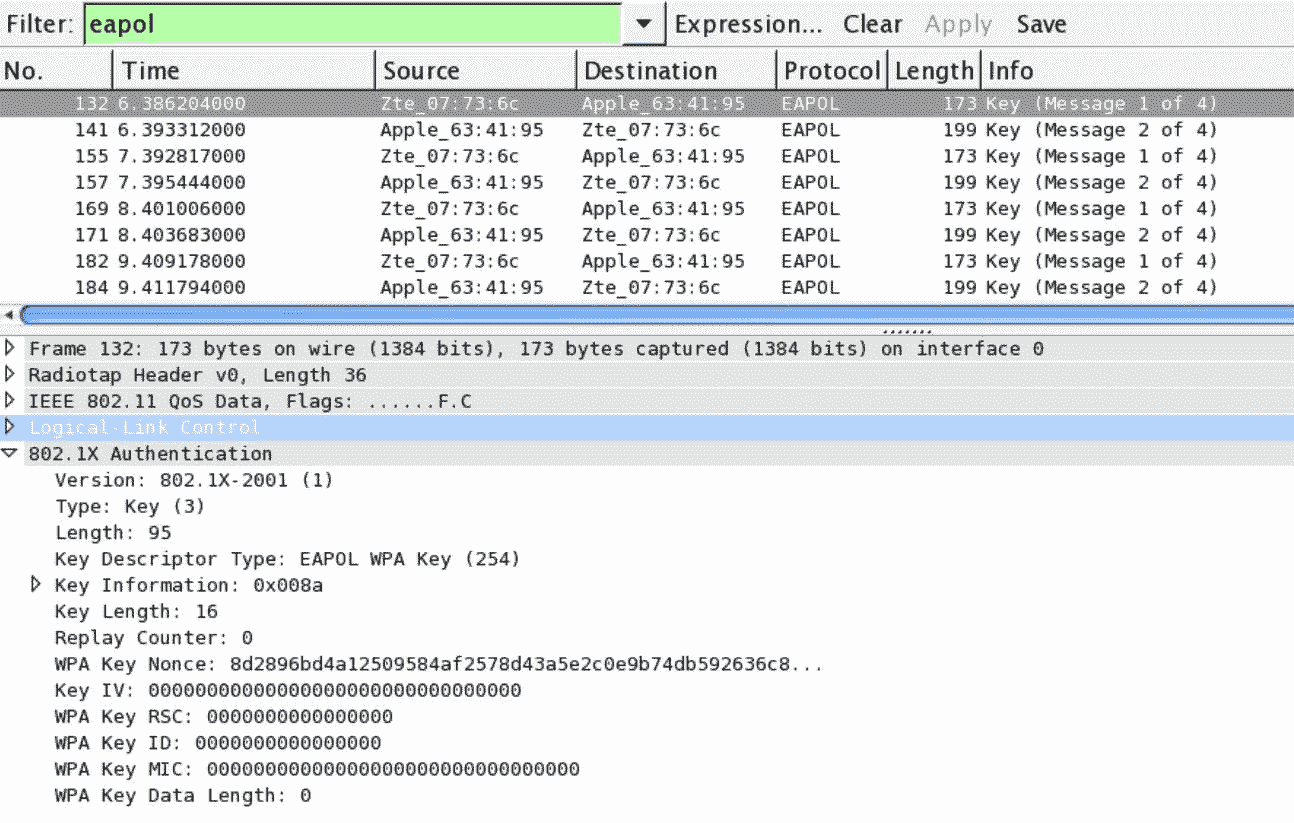 Filter: eapol Expression... Clear Apply Save
No. Time Source Destination Protocol Length Info
132 6.386204000 Zte_07:73:6c Apple_63:41:95 EAPOL 173 Key (Message 1 of 4)
141 6.393312000 Apple_63:41:95 Zte_07:73:6c EAPOL 199 Key (Message 2 of 4)
155 7.392817000 Zte_07:73:6c Apple_63:41:95 EAPOL 173 Key (Message 1 of 4)
157 7.395444000 Apple_63:41:95 Zte_07:73:6c EAPOL 199 Key (Message 2 of 4)
169 8.401006000 Zte_07:73:6c Apple_63:41:95 EAPOL 173 Key (Message 1 of 4)
171 8.403683000 Apple_63:41:95 Zte_07:73:6c EAPOL 199 Key (Message 2 of 4)
182 9.409178000 Zte_07:73:6c Apple_63:41:95 EAPOL 173 Key (Message 1 of 4)
184 9.411794000 Apple_63:41:95 Zte_07:73:6c EAPOL 199 Key (Message 2 of 4)
Frame 132: 173 bytes on wire (1384 bits), 173 bytes captured (1384 bits) on interface 0
Radiotap Header v0, Length 36
IEEE 802.11 QoS Data, Flags: ......F.C
Logical-Link Control
802.1X Authentication
Version: 802.1X-2001 (1)
Type: Key (3)
Length: 95
Key Descriptor Type: EAPOL WPA Key (254)
Key Information: 0x008a
Key Length: 16
Replay Counter: 0
WPA Key Nonce: 8d2896bd4a12509584af2578d43a5e2c0e9b74db592636c8...
Key IV: 00000000000000000000000000000000
WPA Key RSC: 0000000000000000
WPA Key ID: 0000000000000000
WPA Key MIC: 00000000000000000000000000000000
WPA Key Data Length: 0